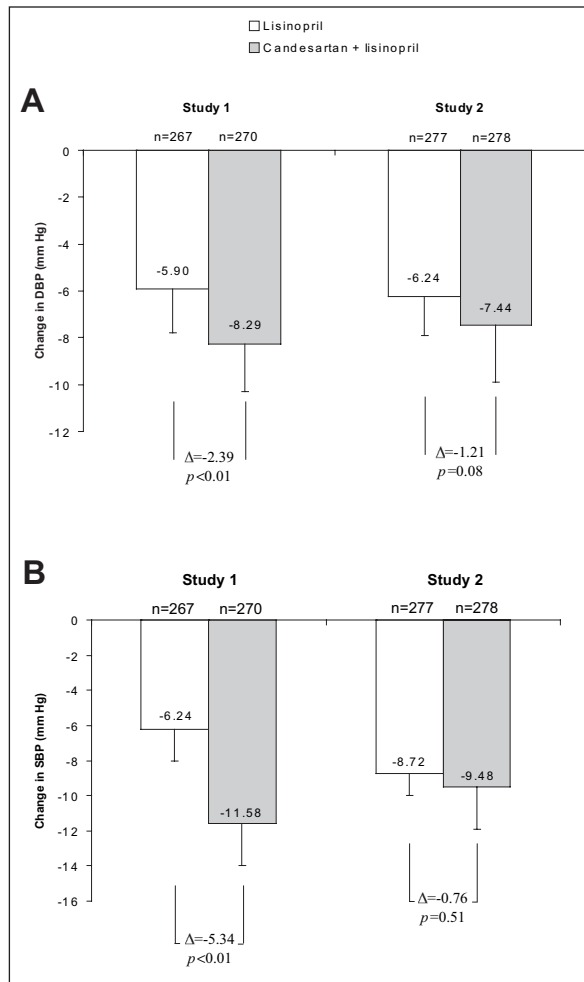 Lisinopril
Candesartan + lisinopril
A
Study 1
Study 2
n=267
n=270
n=277
n=278
Change in DBP (mm Hg)
0
-2
-4
-6
-8
-10
-12
-5.90
-8.29
-6.24
-7.44
Δ=-2.39
p<0.01
Δ=-1.21
p=0.08
B
Study 1
Study 2
n=267
n=270
n=277
n=278
Change in SBP (mm Hg)
0
-2
-4
-6
-8
-10
-12
-14
-16
-6.24
-11.58
-8.72
-9.48
Δ=-5.34
p<0.01
Δ=-0.76
p=0.51